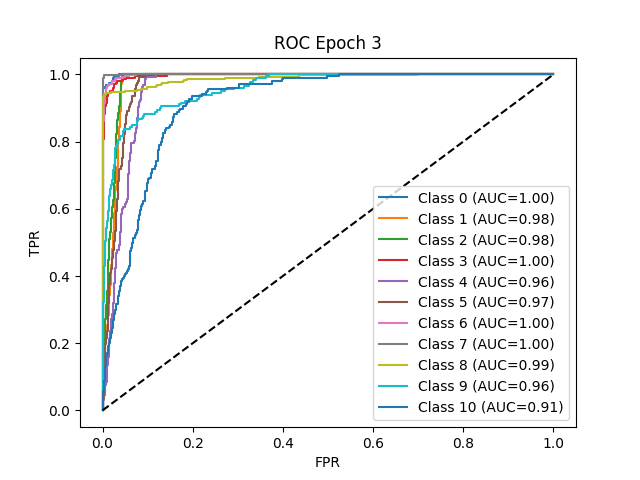 ROC Epoch 3
TPR
1.0
0.8
0.6
0.4
0.2
0.0
Class 0 (AUC=1.00)
Class 1 (AUC=0.98)
Class 2 (AUC=0.98)
Class 3 (AUC=1.00)
Class 4 (AUC=0.96)
Class 5 (AUC=0.97)
Class 6 (AUC=1.00)
Class 7 (AUC=1.00)
Class 8 (AUC=0.99)
Class 9 (AUC=0.96)
Class 10 (AUC=0.91)
0.0 0.2 0.4 0.6 0.8 1.0
FPR